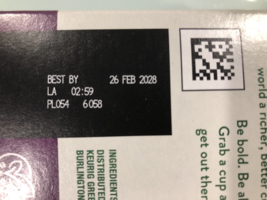 BEST BY 26 FEB 2028
LA 02:59
PL054 6058
world a richer, better c
Be bold. Be al
Grab a cup a
get out ther
INGREDIENTS
DISTRIBUTED
KEURIG GREE
BURLINGTON